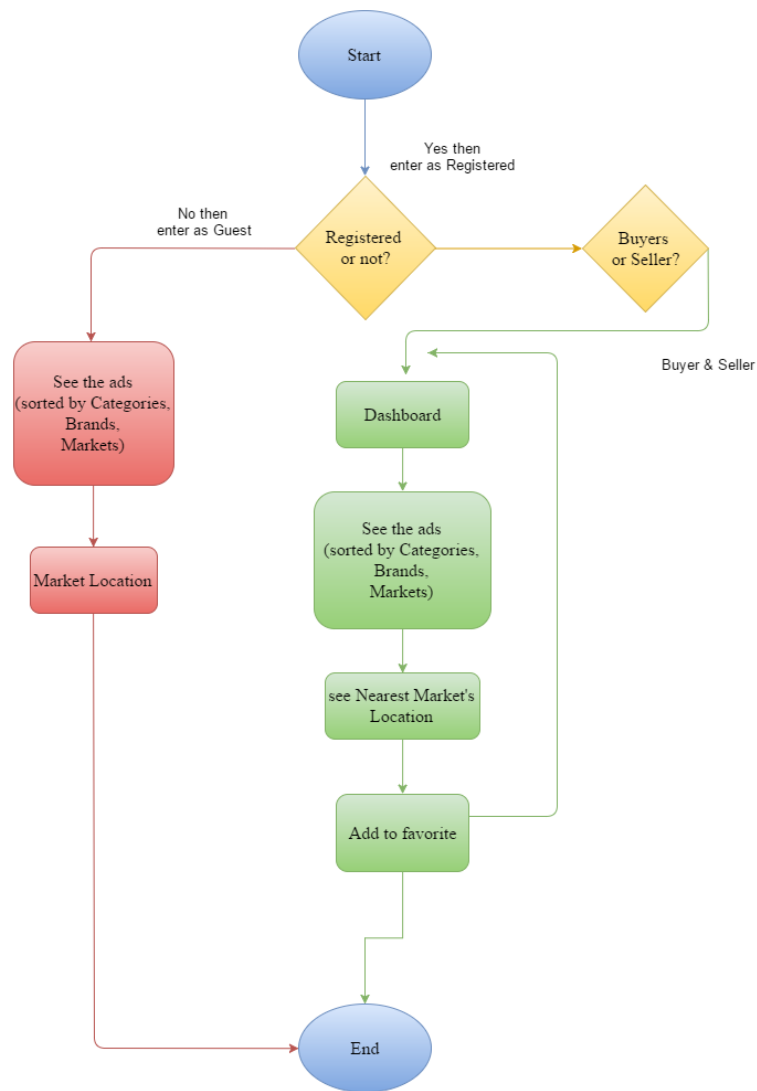 Start
Yes then
enter as Registered
No then
enter as Guest
Registered
or not?
Buyers
or Seller?
Buyer & Seller
See the ads
(sorted by Categories,
Brands,
Markets)
Dashboard
See the ads
(sorted by Categories,
Brands,
Markets)
Market Location
see Nearest Market's
Location
Add to favorite
End